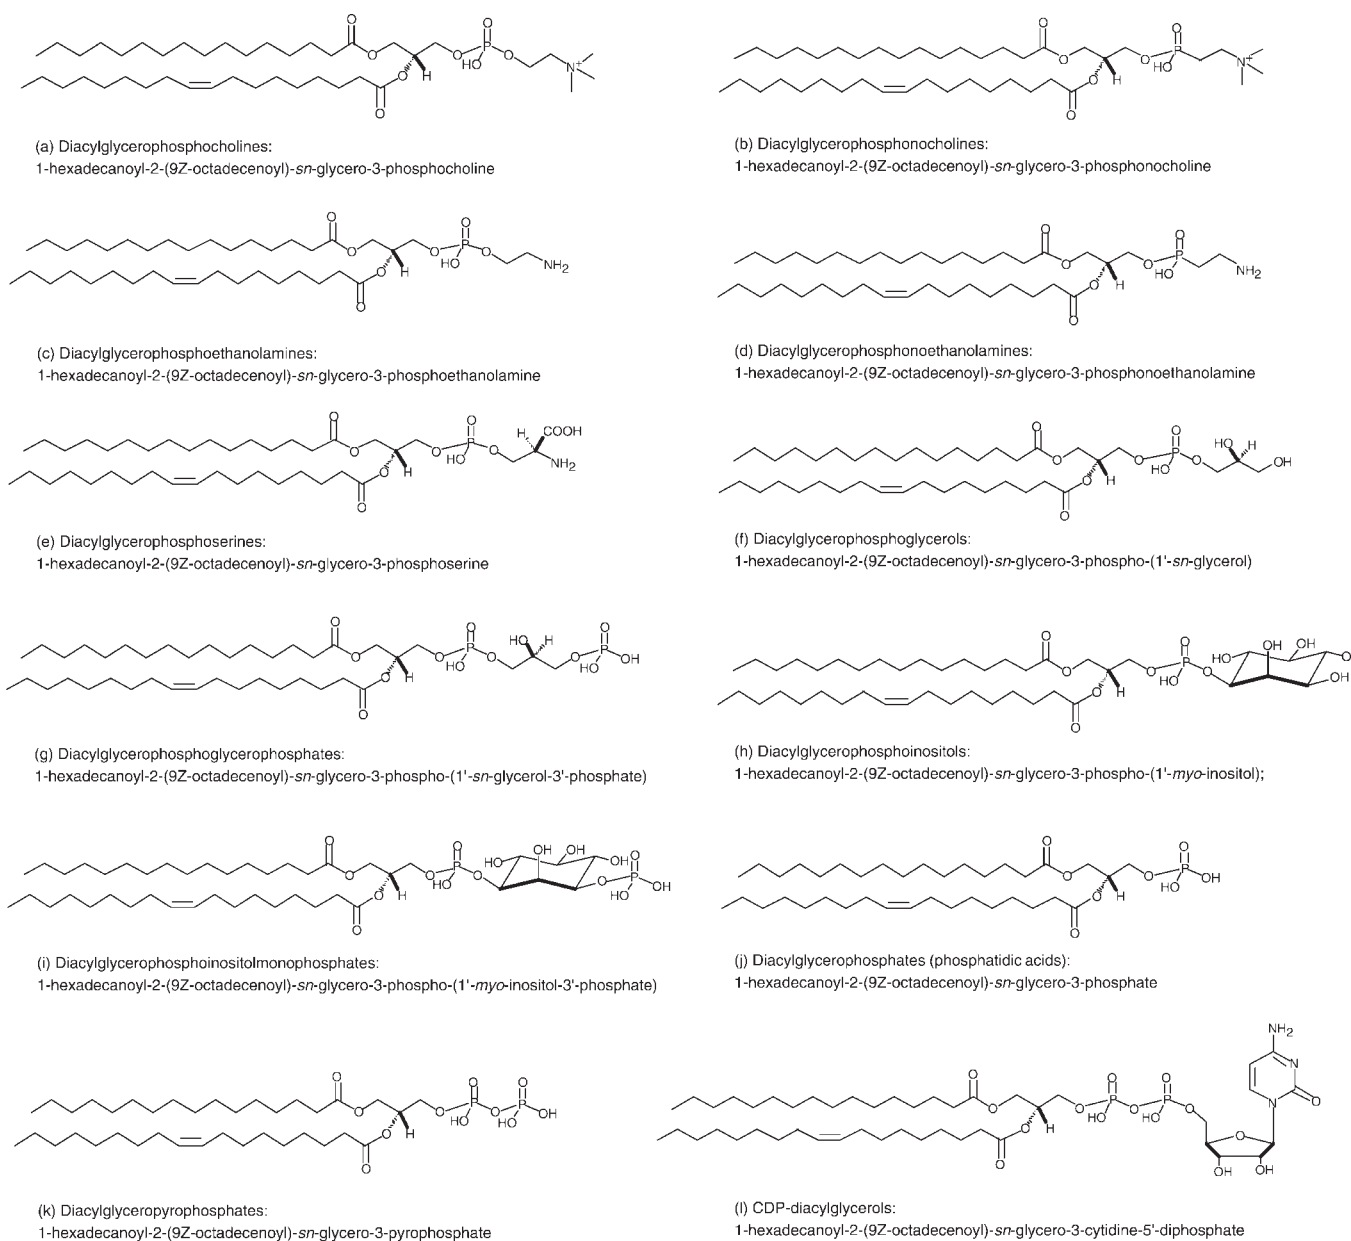 (a) Diacylglycerophosphocholines:
1-hexadecanoyl-2-(9Z-octadecenoyl)-sn-glycero-3-phosphocholine
(b) Diacylglycerophosphonocholines:
1-hexadecanoyl-2-(9Z-octadecenoyl)-sn-glycero-3-phosphonocholine
(c) Diacylglycerophosphoethanolamines:
1-hexadecanoyl-2-(9Z-octadecenoyl)-sn-glycero-3-phosphoethanolamine
(d) Diacylglycerophosphonoethanolamines:
1-hexadecanoyl-2-(9Z-octadecenoyl)-sn-glycero-3-phosphonoethanolamine
(e) Diacylglycerophosphoserines:
1-hexadecanoyl-2-(9Z-octadecenoyl)-sn-glycero-3-phosphoserine
(f) Diacylglycerophosphoglycerols:
1-hexadecanoyl-2-(9Z-octadecenoyl)-sn-glycero-3-phospho-(1'-sn-glycerol)
(g) Diacylglycerophosphoglycerophosphates:
1-hexadecanoyl-2-(9Z-octadecenoyl)-sn-glycero-3-phospho-(1'-sn-glycerol-3'-phosphate)
(h) Diacylglycerophosphoinositols:
1-hexadecanoyl-2-(9Z-octadecenoyl)-sn-glycero-3-phospho-(1'-myo-inositol);
(i) Diacylglycerophosphoinositolmonophosphates:
1-hexadecanoyl-2-(9Z-octadecenoyl)-sn-glycero-3-phospho-(1'-myo-inositol-3'-phosphate)
(j) Diacylglycerophosphates (phosphatidic acids):
1-hexadecanoyl-2-(9Z-octadecenoyl)-sn-glycero-3-phosphate
(k) Diacylglyceropyrophosphates:
1-hexadecanoyl-2-(9Z-octadecenoyl)-sn-glycero-3-pyrophosphate
(l) CDP-diacylglycerols:
1-hexadecanoyl-2-(9Z-octadecenoyl)-sn-glycero-3-cytidine-5'-diphosphate